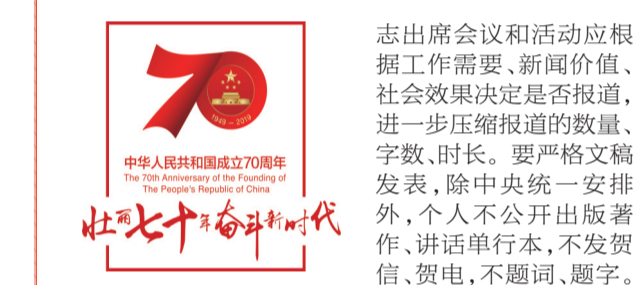 70
1949－2019
中华人民共和国成立70周年
The 70th Anniversary of the Founding of
The People's Republic of China
壮丽七十年奋斗新时代
志出席会议和活动应根
据工作需要、新闻价值、
社会效果决定是否报道，
进一步压缩报道的数量、
字数、时长。要严格文稿
发表，除中央统一安排
外，个人不公开出版著
作、讲话单行本，不发贺
信、贺电，不题词、题字。